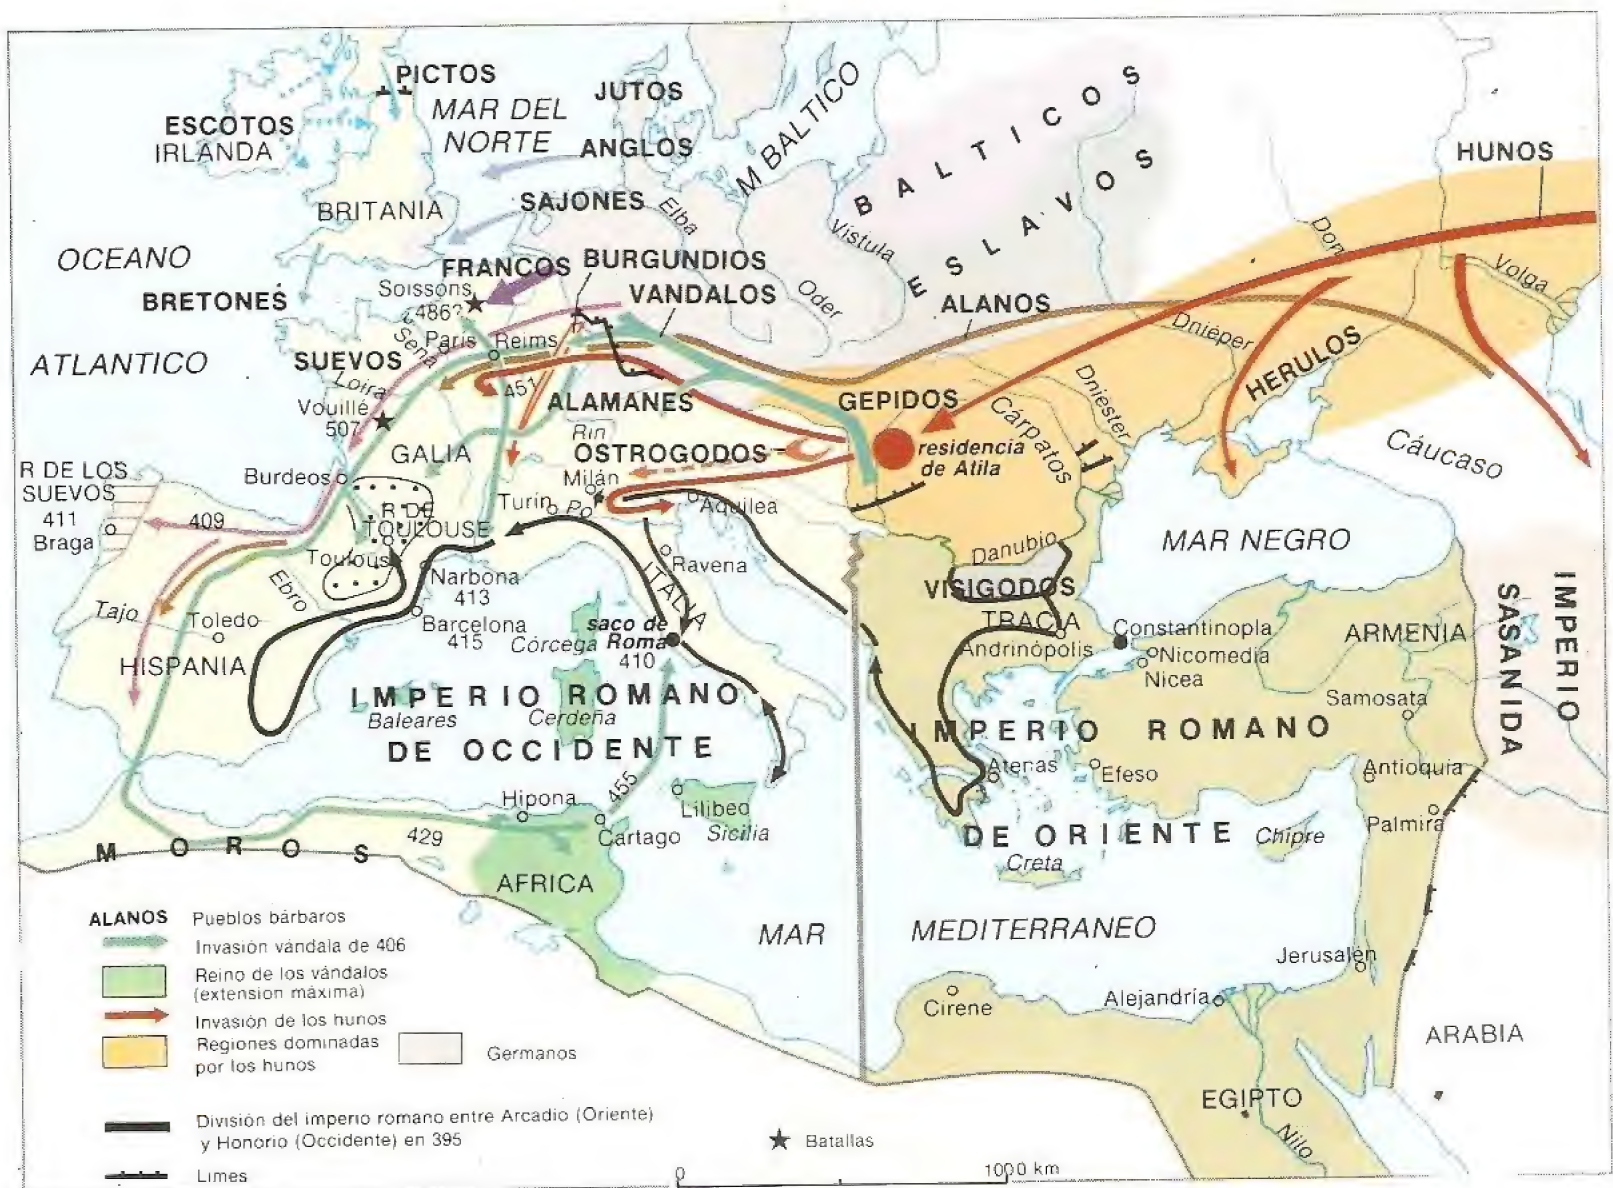 PICTOS
MAR DEL
NORTE
JUTOS
M BALTICO
BALTICOS
ESCOTOS
IRLANDA
ANGLOS
ESLAVOS
HUNOS
BRITANIA
SAJONES
Elba
Vistula
Don
Volga
OCEANO
ATLANTICO
BRETONES
FRANCOS
BURGUNDIOS
VANDALOS
Oder
ALANOS
Soissons
¿486?
Sena
Paris
Reims
Dniéper
HERULOS
SUEVOS
Loira
451
Vouillé
507
ALAMANES
GEPIDOS
Dniester
Cárpatos
GALIA
Rin
OSTROGODOS
residencia
de Atila
Cáucaso
R DE LOS
SUEVOS
411
Braga
409
Burdeos
Milán
Turín
Po
Aquilea
R DE
TOULOUSE
Toulouse
MAR NEGRO
Danubio
Ravena
ITALIA
VISIGODOS
IMPERIO
SASANIDA
Ebro
Narbona
413
Tajo
Toledo
Barcelona
415
Córcega
saco de
Roma
410
TRACIA
Andrinópolis
Constantinopla
Nicomedia
Nicea
ARMENIA
HISPANIA
Samosata
IMPERIO ROMANO
DE OCCIDENTE
Baleares
Cerdeña
IMPERIO ROMANO
DE ORIENTE
Atenas
Efeso
Antioquía
Palmira
Hipona
455
Lilibeo
Sicilia
Cartago
429
MOROS
Chipre
Creta
AFRICA
MAR
MEDITERRANEO
Jerusalén
Cirene
Alejandría
ARABIA
EGIPTO
Nilo
ALANOS Pueblos bárbaros
Invasión vándala de 406
Reino de los vándalos
(extension máxima)
Invasión de los hunos
Regiones dominadas
por los hunos
Germanos
División del imperio romano entre Arcadio (Oriente)
y Honorio (Occidente) en 395
Batallas
Limes
0 1000 km